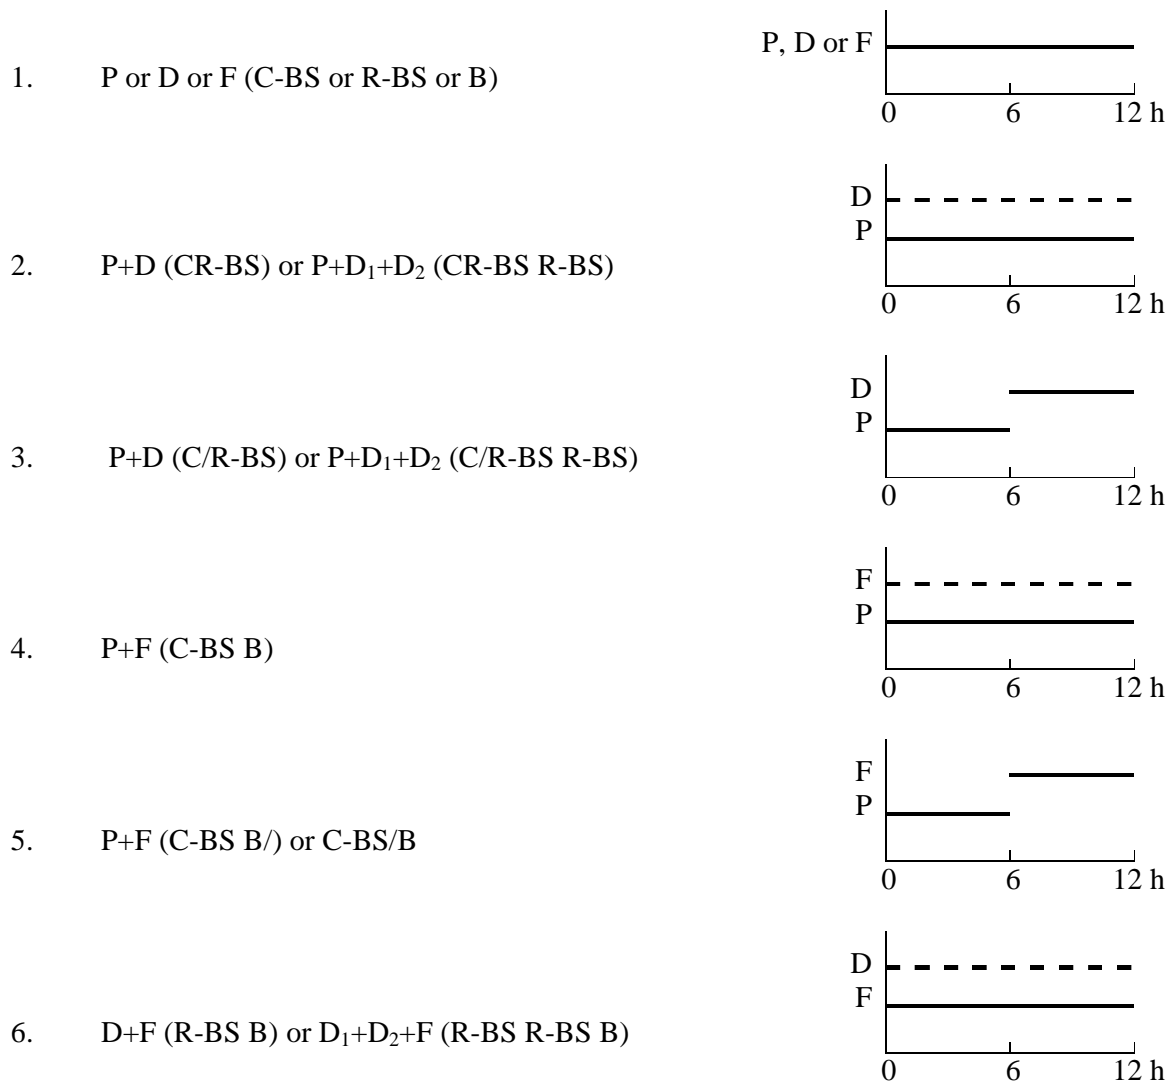 P, D or F
1. P or D or F (C-BS or R-BS or B)
0 6 12 h
D
P
2. P+D (CR-BS) or P+D₁+D₂ (CR-BS R-BS)
0 6 12 h
D
P
3. P+D (C/R-BS) or P+D₁+D₂ (C/R-BS R-BS)
0 6 12 h
F
P
4. P+F (C-BS B)
0 6 12 h
F
P
5. P+F (C-BS B/) or C-BS/B
0 6 12 h
D
F
6. D+F (R-BS B) or D₁+D₂+F (R-BS R-BS B)
0 6 12 h